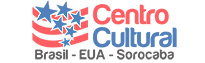 Centro
Cultural
Brasil - EUA - Sorocaba